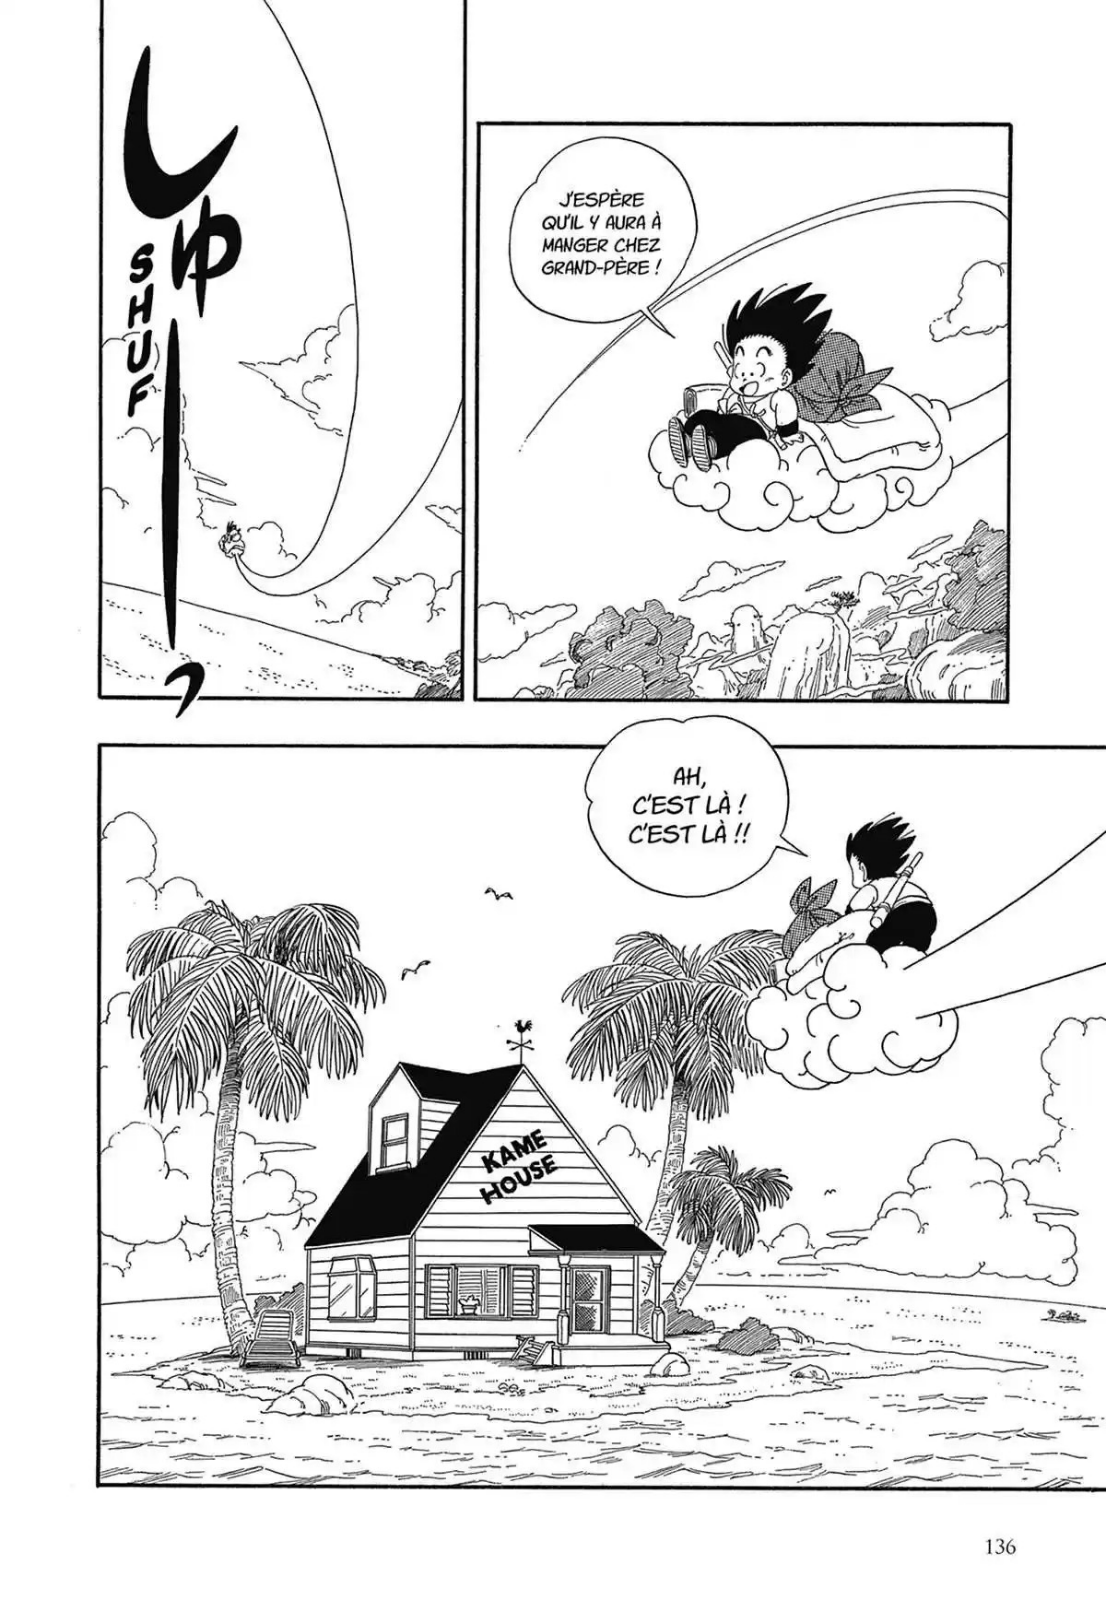 J'ESPÈRE
QU'IL Y AURA À
MANGER CHEZ
GRAND-PÈRE !
しゅーっ
SHUF
AH,
C'EST LÀ !
C'EST LÀ !!
KAME
HOUSE
136